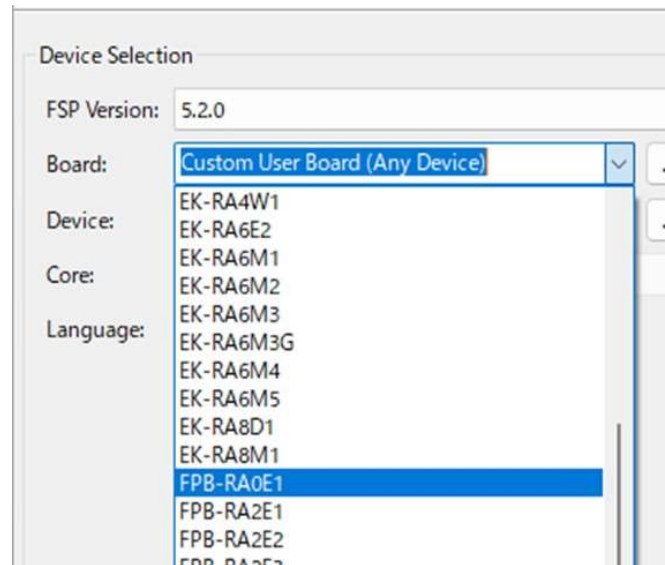 Device Selection
FSP Version: 5.2.0
Board: Custom User Board (Any Device)
Device:
Core:
Language:
EK-RA4W1
EK-RA6E2
EK-RA6M1
EK-RA6M2
EK-RA6M3
EK-RA6M3G
EK-RA6M4
EK-RA6M5
EK-RA8D1
EK-RA8M1
FPB-RA0E1
FPB-RA2E1
FPB-RA2E2